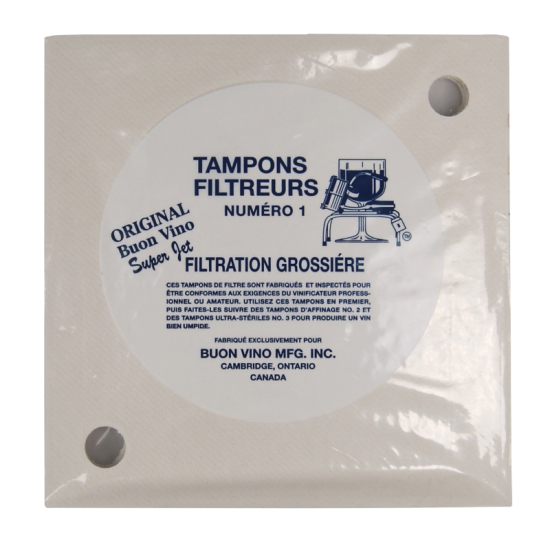 TAMPONS
FILTREURS
NUMÉRO 1
ORIGINAL
Buon Vino
Super Jet
TM
FILTRATION GROSSIÉRE
CES TAMPONS DE FILTRE SONT FABRIQUÉS ET INSPECTÉS POUR
ÊTRE CONFORMES AUX EXIGENCES DU VINIFICATEUR PROFESS-
IONNEL OU AMATEUR. UTILISEZ CES TAMPONS EN PREMIER,
PUIS FAITES-LES SUIVRE DES TAMPONS D'AFFINAGE NO. 2 ET
DES TAMPONS ULTRA-STÉRILES NO. 3 POUR PRODUIRE UN VIN
BIEN UMPIDE.
FABRIQUÉ EXCLUSIVEMENT POUR
BUON VINO MFG. INC.
CAMBRIDGE, ONTARIO
CANADA